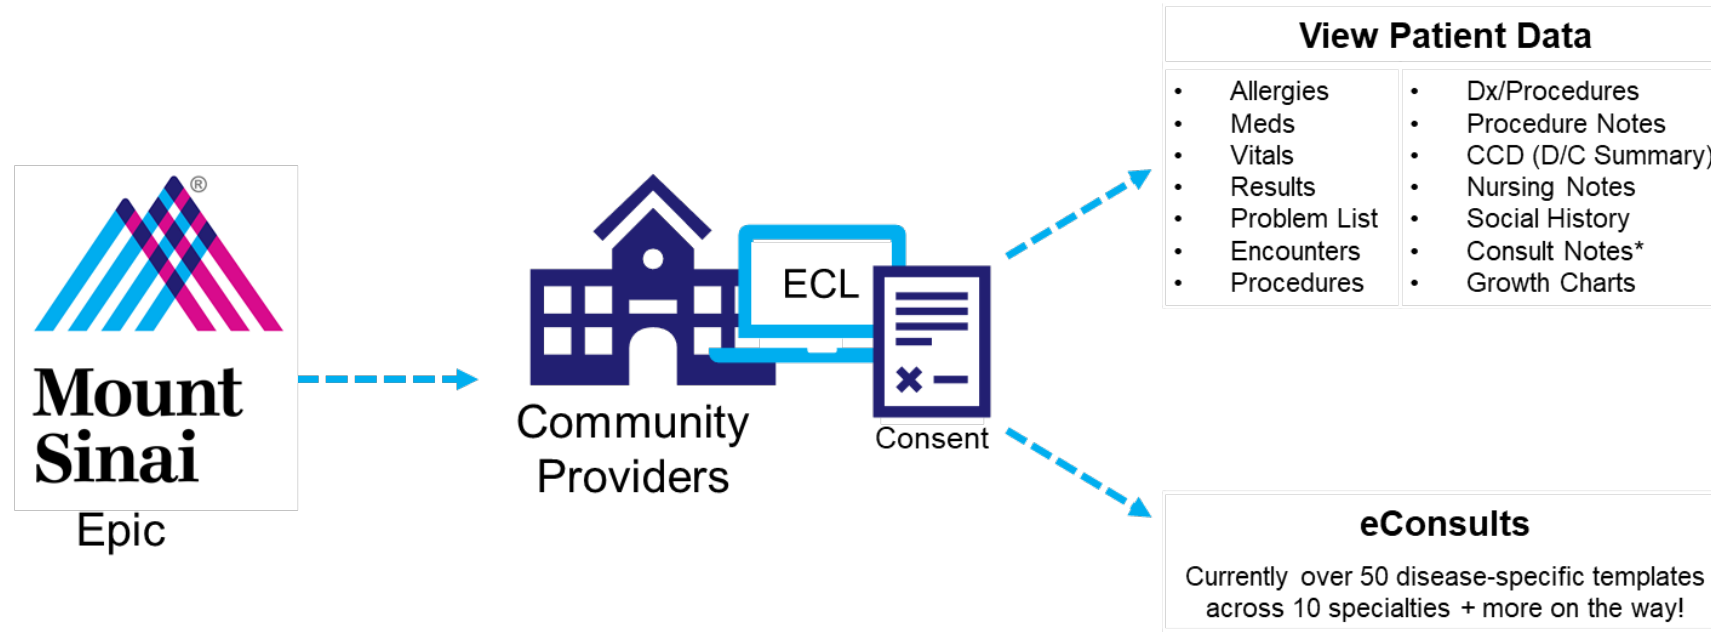 ®
Mount
Sinai
Epic
Community
Providers
ECL
Consent
View Patient Data
• Allergies
• Meds
• Vitals
• Results
• Problem List
• Encounters
• Procedures
• Dx/Procedures
• Procedure Notes
• CCD (D/C Summary)
• Nursing Notes
• Social History
• Consult Notes*
• Growth Charts
eConsults
Currently over 50 disease-specific templates
across 10 specialties + more on the way!